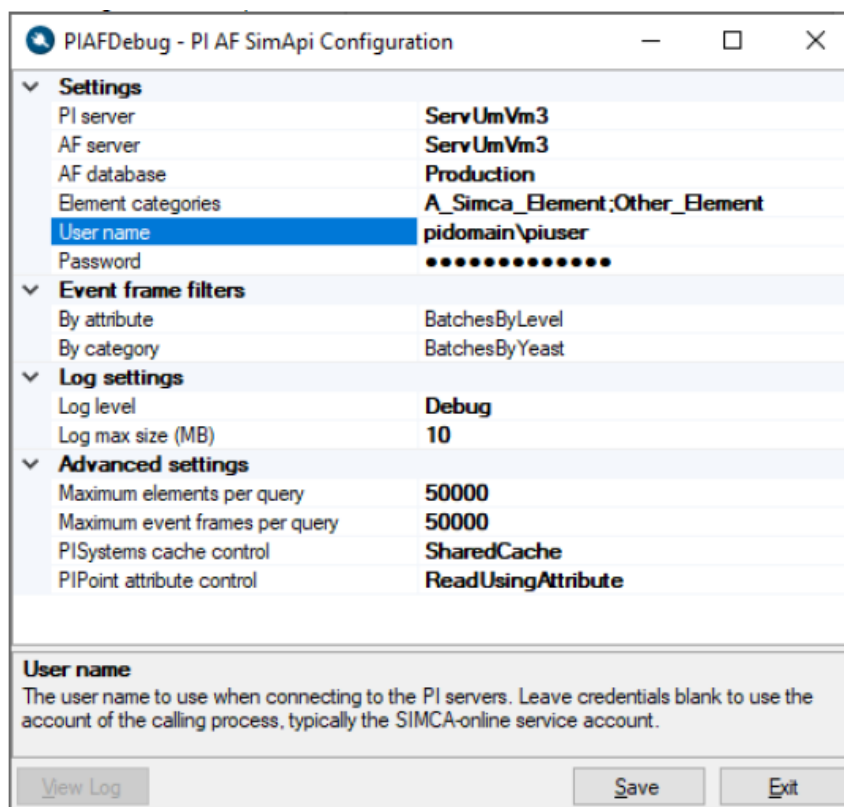 PIAFDebug - PI AF SimApi Configuration
Settings
PI server ServUmVm3
AF server ServUmVm3
AF database Production
Element categories A_Simca_Element;Other_Element
User name pidomain\piuser
Password ●●●●●●●●●●●●●
Event frame filters
By attribute BatchesByLevel
By category BatchesByYeast
Log settings
Log level Debug
Log max size (MB) 10
Advanced settings
Maximum elements per query 50000
Maximum event frames per query 50000
PISystems cache control SharedCache
PIPoint attribute control ReadUsingAttribute
User name
The user name to use when connecting to the PI servers. Leave credentials blank to use the
account of the calling process, typically the SIMCA-online service account.
View Log Save Exit